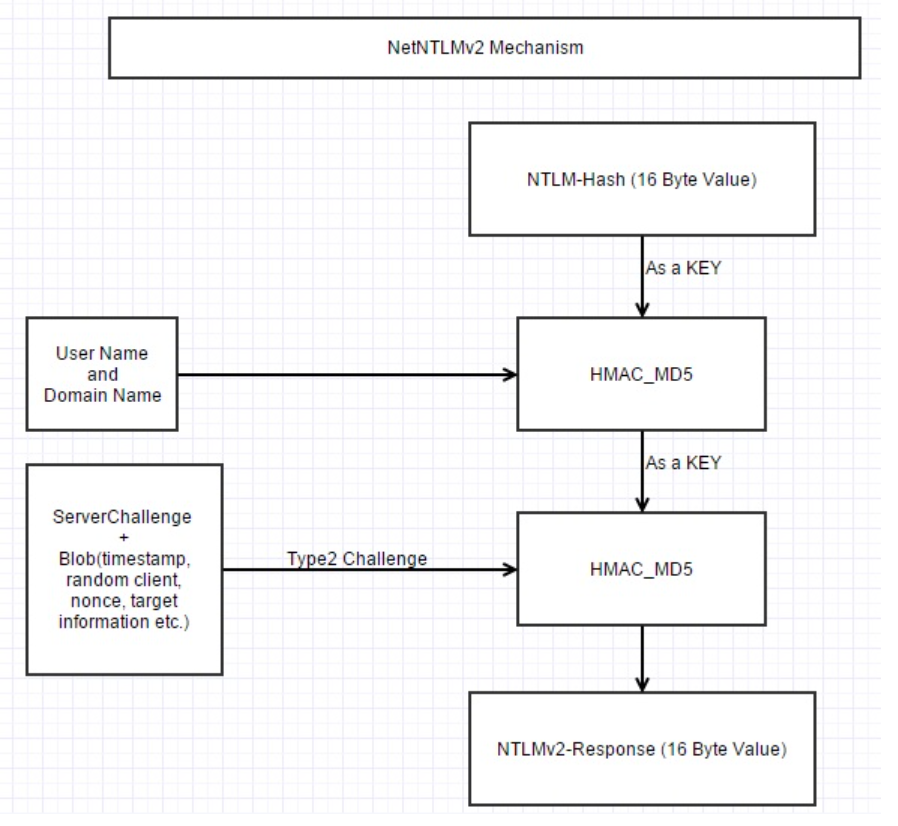 NetNTLMv2 Mechanism
NTLM-Hash (16 Byte Value)
As a KEY
User Name
and
Domain Name
HMAC_MD5
As a KEY
ServerChallenge
+
Blob(timestamp,
random client,
nonce, target
information etc.)
Type2 Challenge
HMAC_MD5
NTLMv2-Response (16 Byte Value)